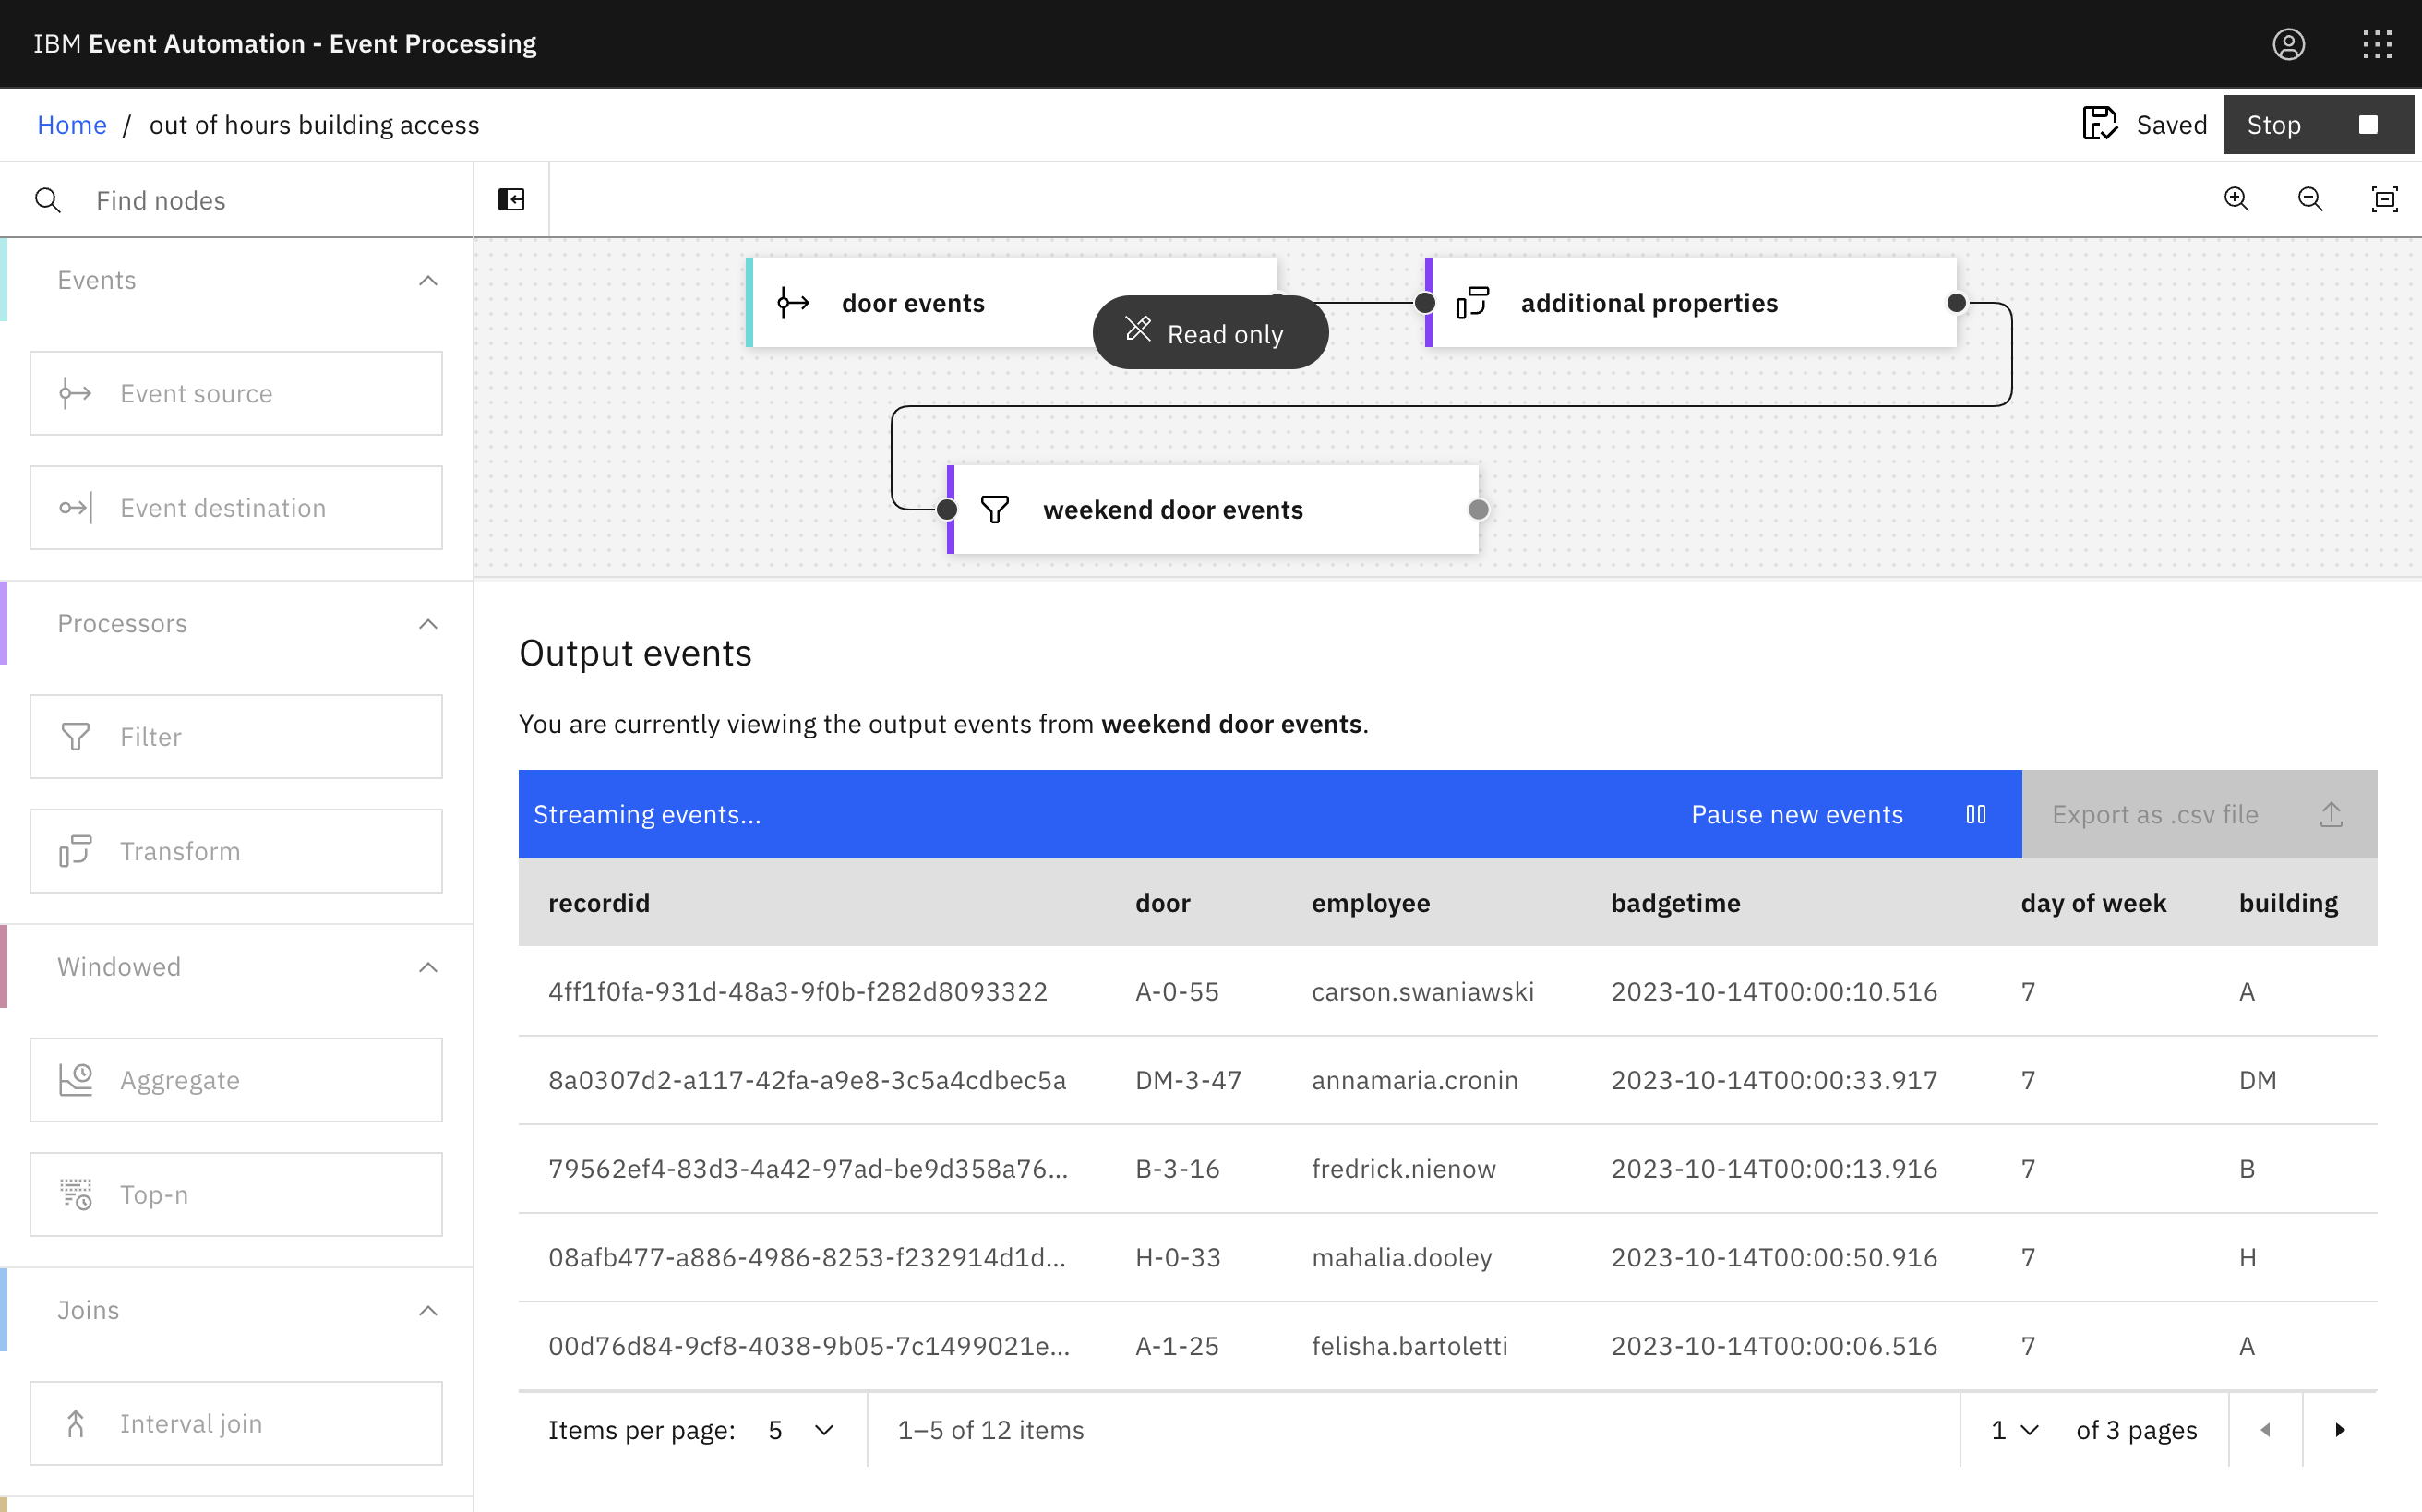 IBM Event Automation - Event Processing
Home / out of hours building access
Saved
Stop
Find nodes
Events
Event source
Event destination
Processors
Filter
Transform
Windowed
Aggregate
Top-n
Joins
Interval join
door events
Read only
additional properties
weekend door events
Output events
You are currently viewing the output events from weekend door events.
Streaming events... Pause new events Export as .csv file
recordid door employee badgetime day of week building
4ff1f0fa-931d-48a3-9f0b-f282d8093322 A-0-55 carson.swaniawski 2023-10-14T00:00:10.516 7 A
8a0307d2-a117-42fa-a9e8-3c5a4cdbec5a DM-3-47 annamaria.cronin 2023-10-14T00:00:33.917 7 DM
79562ef4-83d3-4a42-97ad-be9d358a76... B-3-16 fredrick.nienow 2023-10-14T00:00:13.916 7 B
08afb477-a886-4986-8253-f232914d1d... H-0-33 mahalia.dooley 2023-10-14T00:00:50.916 7 H
00d76d84-9cf8-4038-9b05-7c1499021e... A-1-25 felisha.bartoletti 2023-10-14T00:00:06.516 7 A
Items per page: 5 1–5 of 12 items 1 of 3 pages